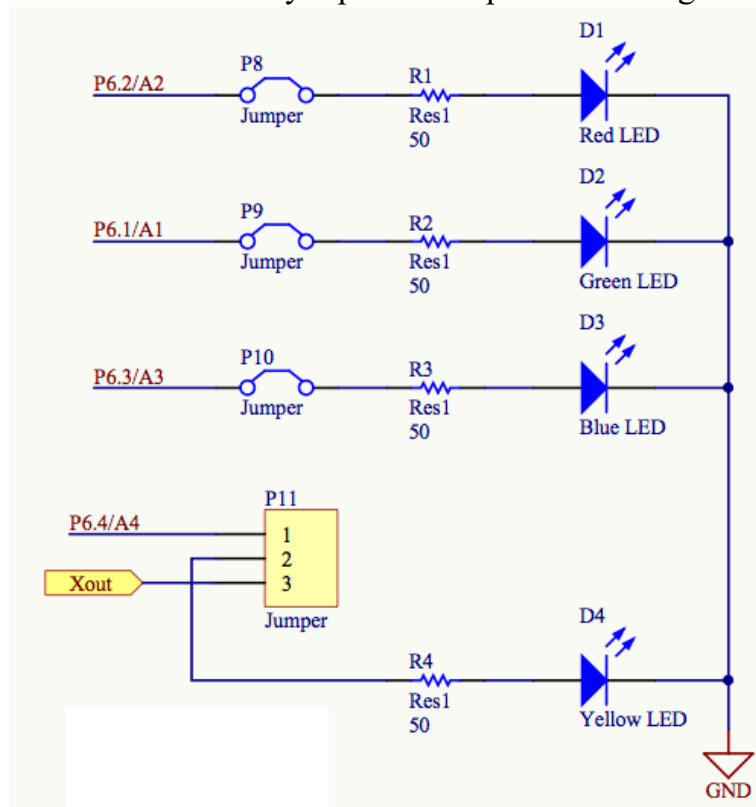 D1
P8
P6.2/A2
R1
Jumper
Res1
Red LED
50
D2
P9
P6.1/A1
R2
Jumper
Res1
Green LED
50
D3
P10
P6.3/A3
R3
Jumper
Res1
Blue LED
50
P11
P6.4/A4
1
2
Xout
3
Jumper
D4
R4
Res1
Yellow LED
50
GND